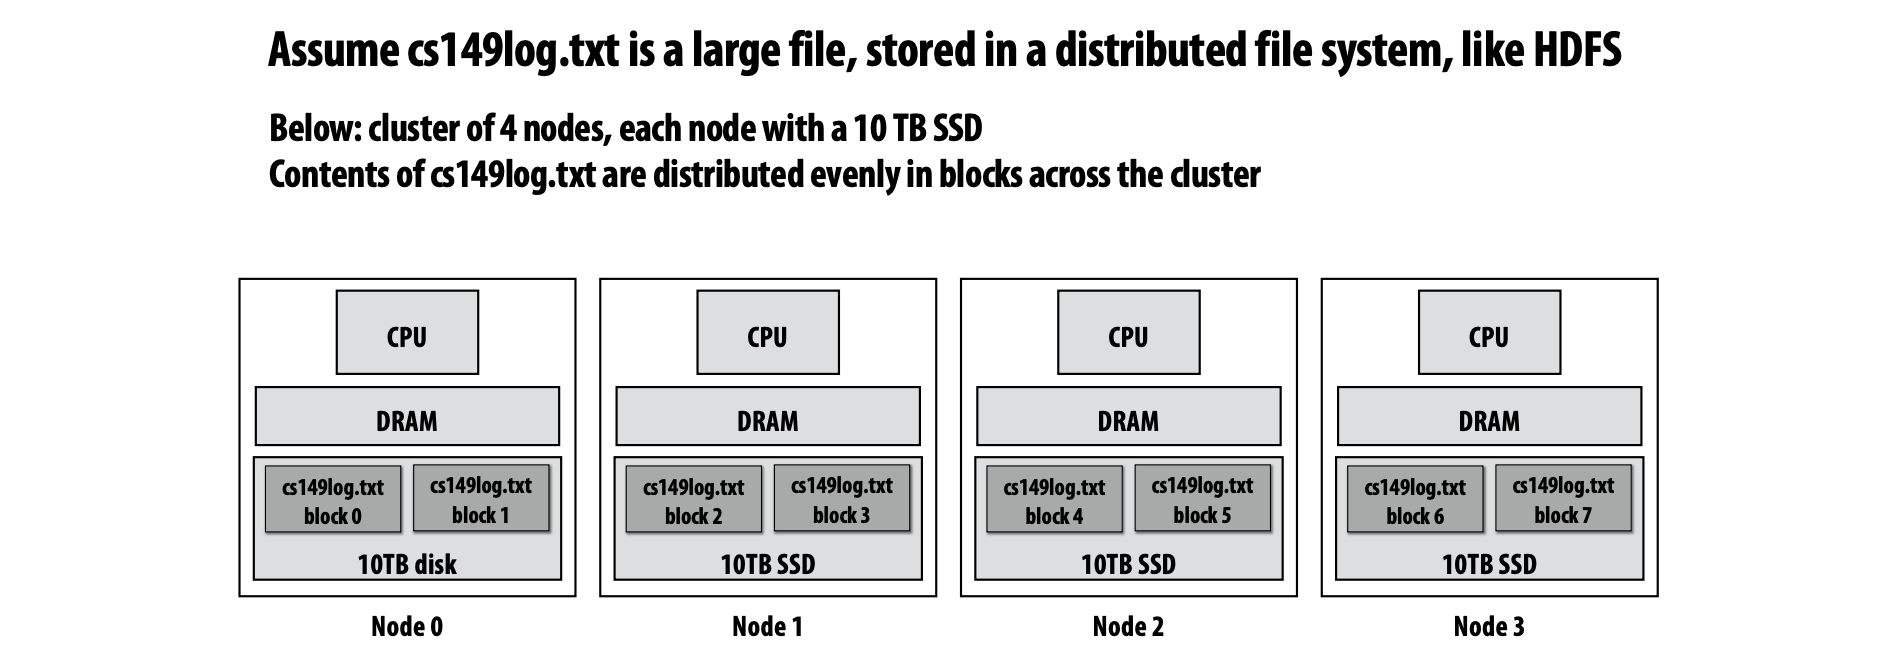 Assume cs149log.txt is a large file, stored in a distributed file system, like HDFS
Below: cluster of 4 nodes, each node with a 10 TB SSD
Contents of cs149log.txt are distributed evenly in blocks across the cluster
CPU
DRAM
cs149log.txt
block 0
cs149log.txt
block 1
10TB disk
Node 0
CPU
DRAM
cs149log.txt
block 2
cs149log.txt
block 3
10TB SSD
Node 1
CPU
DRAM
cs149log.txt
block 4
cs149log.txt
block 5
10TB SSD
Node 2
CPU
DRAM
cs149log.txt
block 6
cs149log.txt
block 7
10TB SSD
Node 3